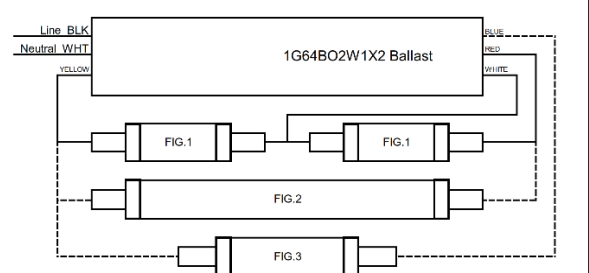 Line BLK
BLUE
Neutral WHT
RED
1G64BO2W1X2 Ballast
YELLOW
WHITE
FIG.1
FIG.1
FIG.2
FIG.3